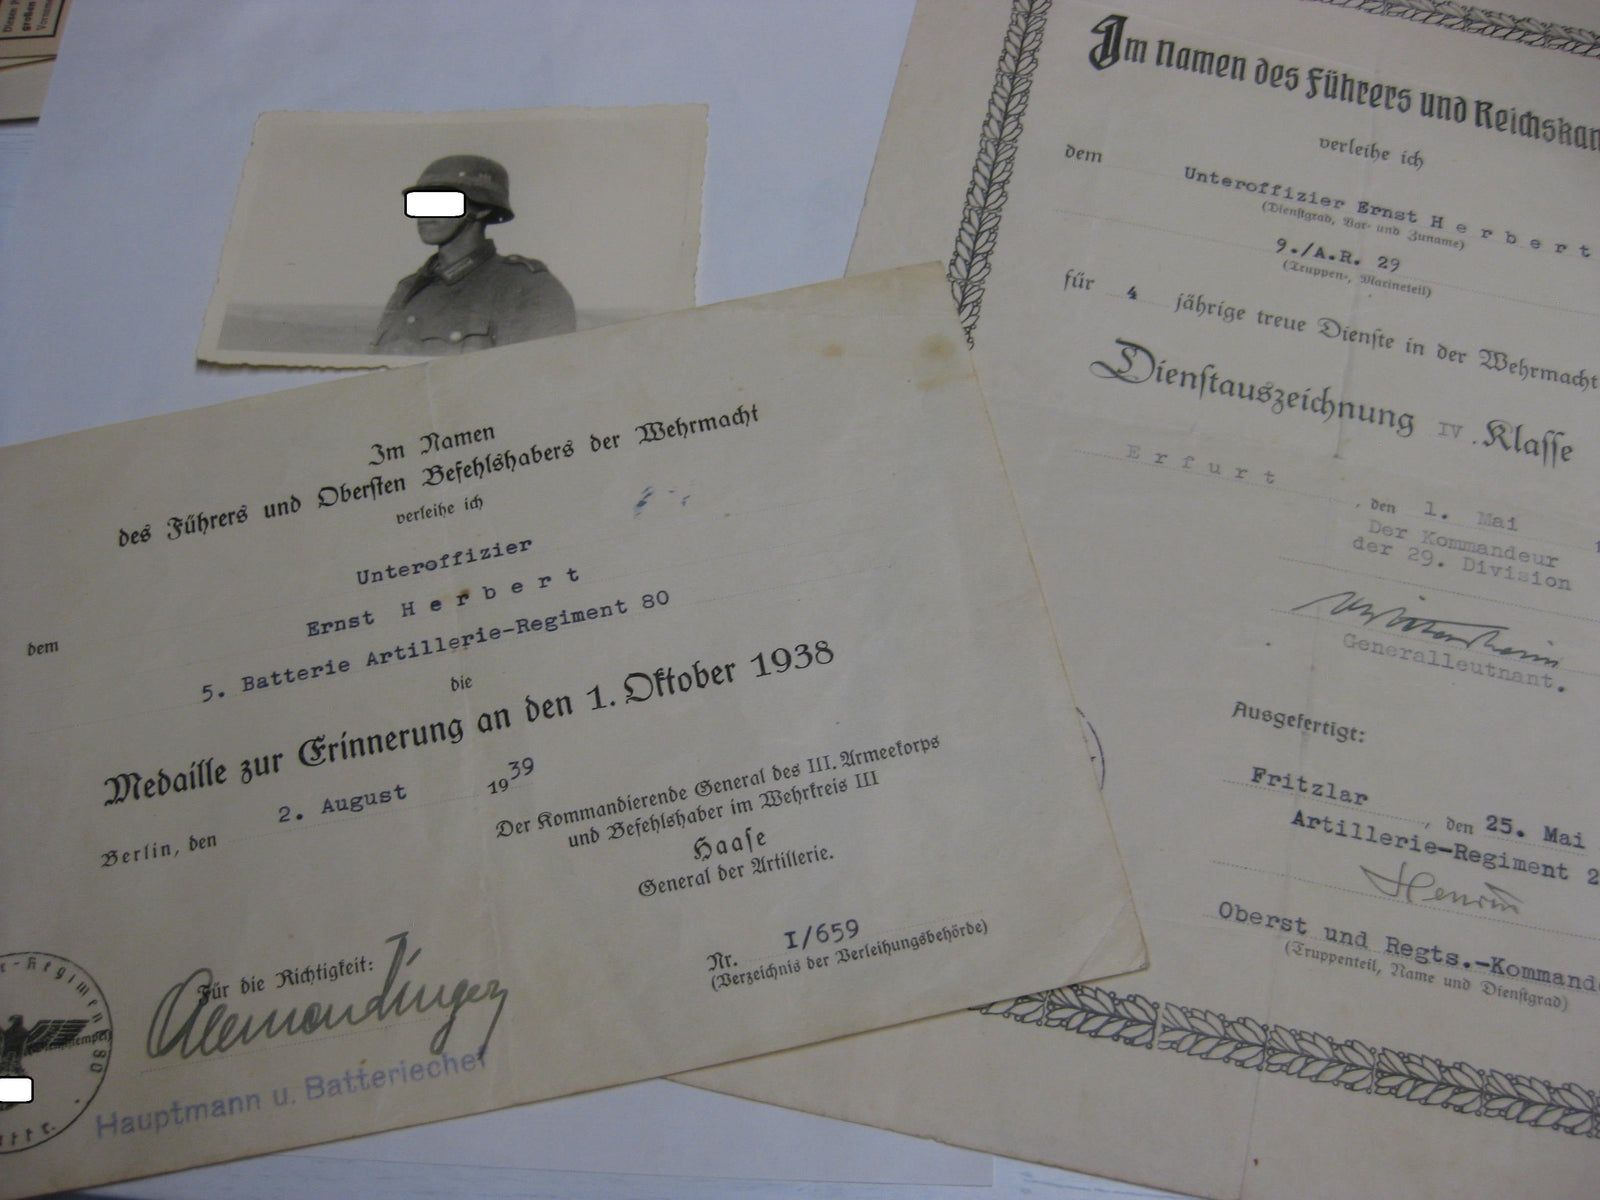 Im Namen
des Führers und Obersten Befehlshabers der Wehrmacht
verleihe ich
dem
Unteroffizier
Ernst Herbert
5. Batterie Artillerie-Regiment 80
die
Medaille zur Erinnerung an den 1. Oktober 1938
Berlin, den 2. August 1939
Der Kommandierende General des III. Armeekorps
und Befehlshaber im Wehrkreis III
Haase
General der Artillerie.
Für die Richtigkeit:
Hauptmann u. Batteriechef
Nr. I/659
(Verzeichnis der Verleihungsbehörde)
Im Namen des Führers und
verleihe ich
dem Unteroffizier Ernst Herbert
(Dienstgrad, Vor- und Zuname)
9./A.R. 29
(Truppen-, Marineteil)
für 4 jährige treue Dienste in der Wehrmacht
Dienstauszeichnung IV. Klasse
Erfurt, den 1. Mai
Der Kommandeur
der 29. Division
Generalleutnant.
Ausgefertigt:
Fritzlar, den 25. Mai
Artillerie-Regiment
Oberst und
(Truppenteil, Name und Dienstgrad)